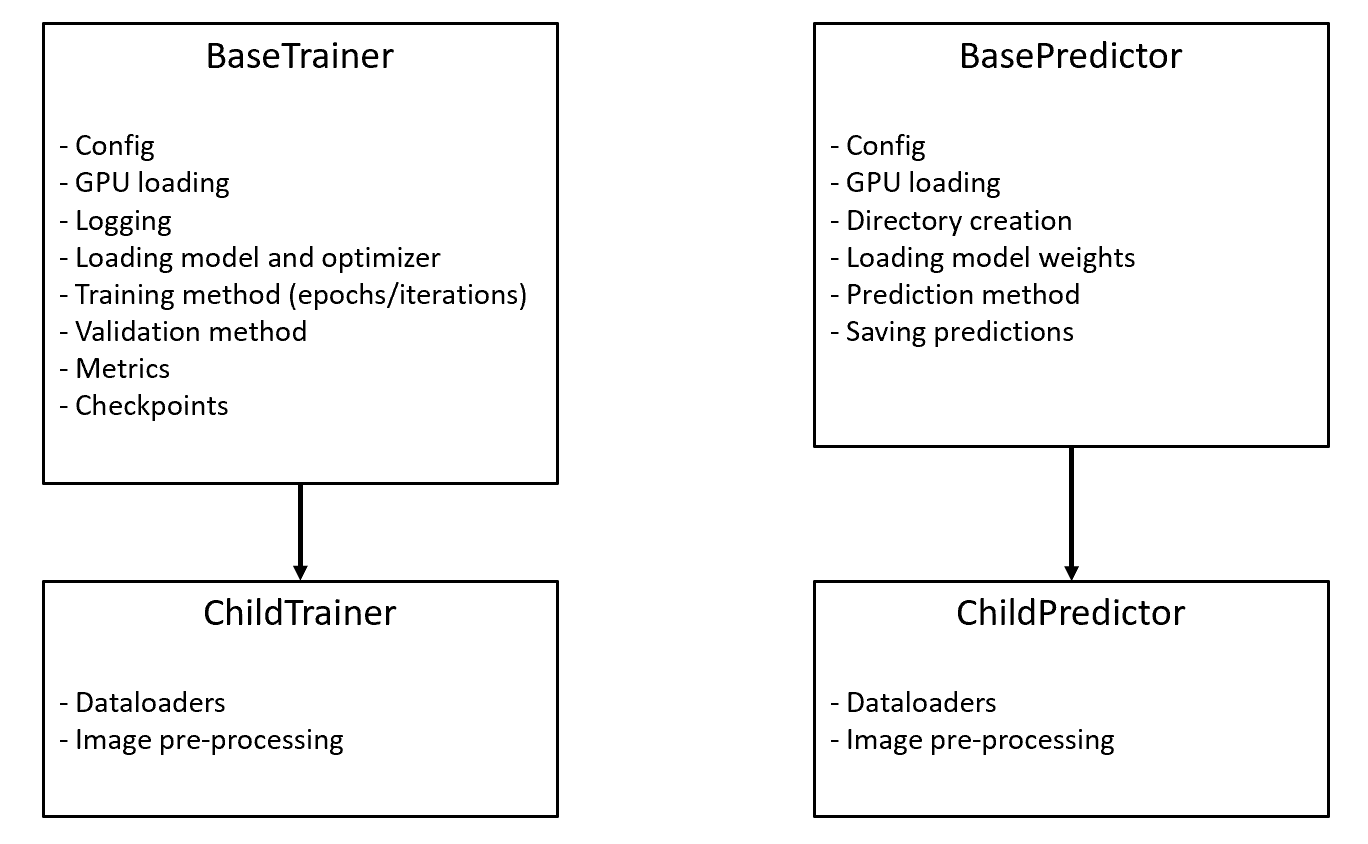 BaseTrainer
- Config
- GPU loading
- Logging
- Loading model and optimizer
- Training method (epochs/iterations)
- Validation method
- Metrics
- Checkpoints
BasePredictor
- Config
- GPU loading
- Directory creation
- Loading model weights
- Prediction method
- Saving predictions
ChildTrainer
- Dataloaders
- Image pre-processing
ChildPredictor
- Dataloaders
- Image pre-processing